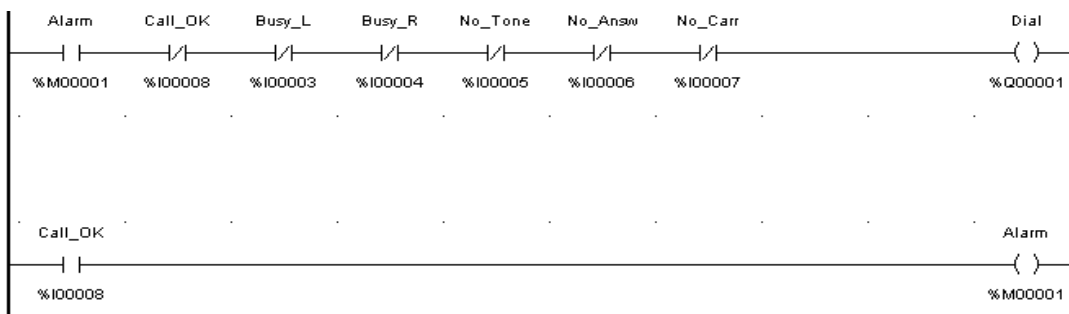 Alarm Call_OK Busy_L Busy_R No_Tone No_Answ No_Carr Dial
%M00001 %I00008 %I00003 %I00004 %I00005 %I00006 %I00007 %Q00001
Call_OK Alarm
%I00008 %M00001